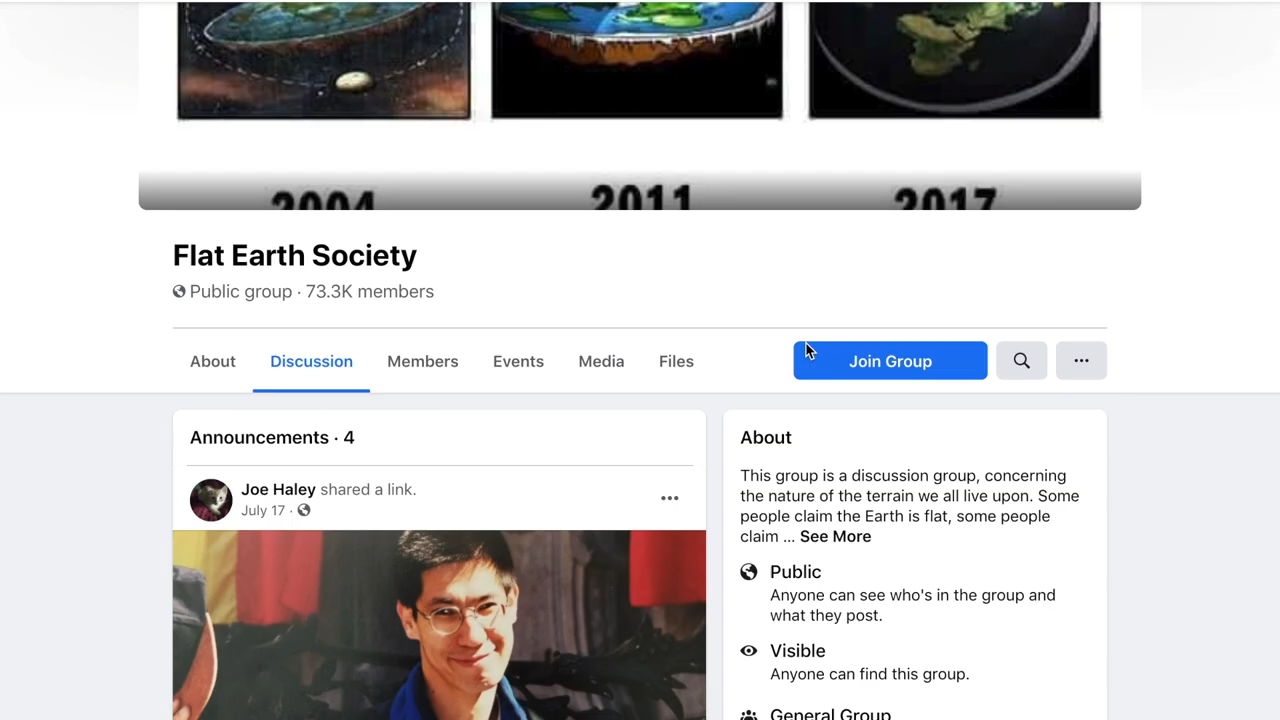 2004 2011 2017
Flat Earth Society
Public group · 73.3K members
About Discussion Members Events Media Files Join Group
Announcements · 4
Joe Haley shared a link.
July 17 ·
About
This group is a discussion group, concerning
the nature of the terrain we all live upon. Some
people claim the Earth is flat, some people
claim ... See More
Public
Anyone can see who's in the group and
what they post.
Visible
Anyone can find this group.
General Group